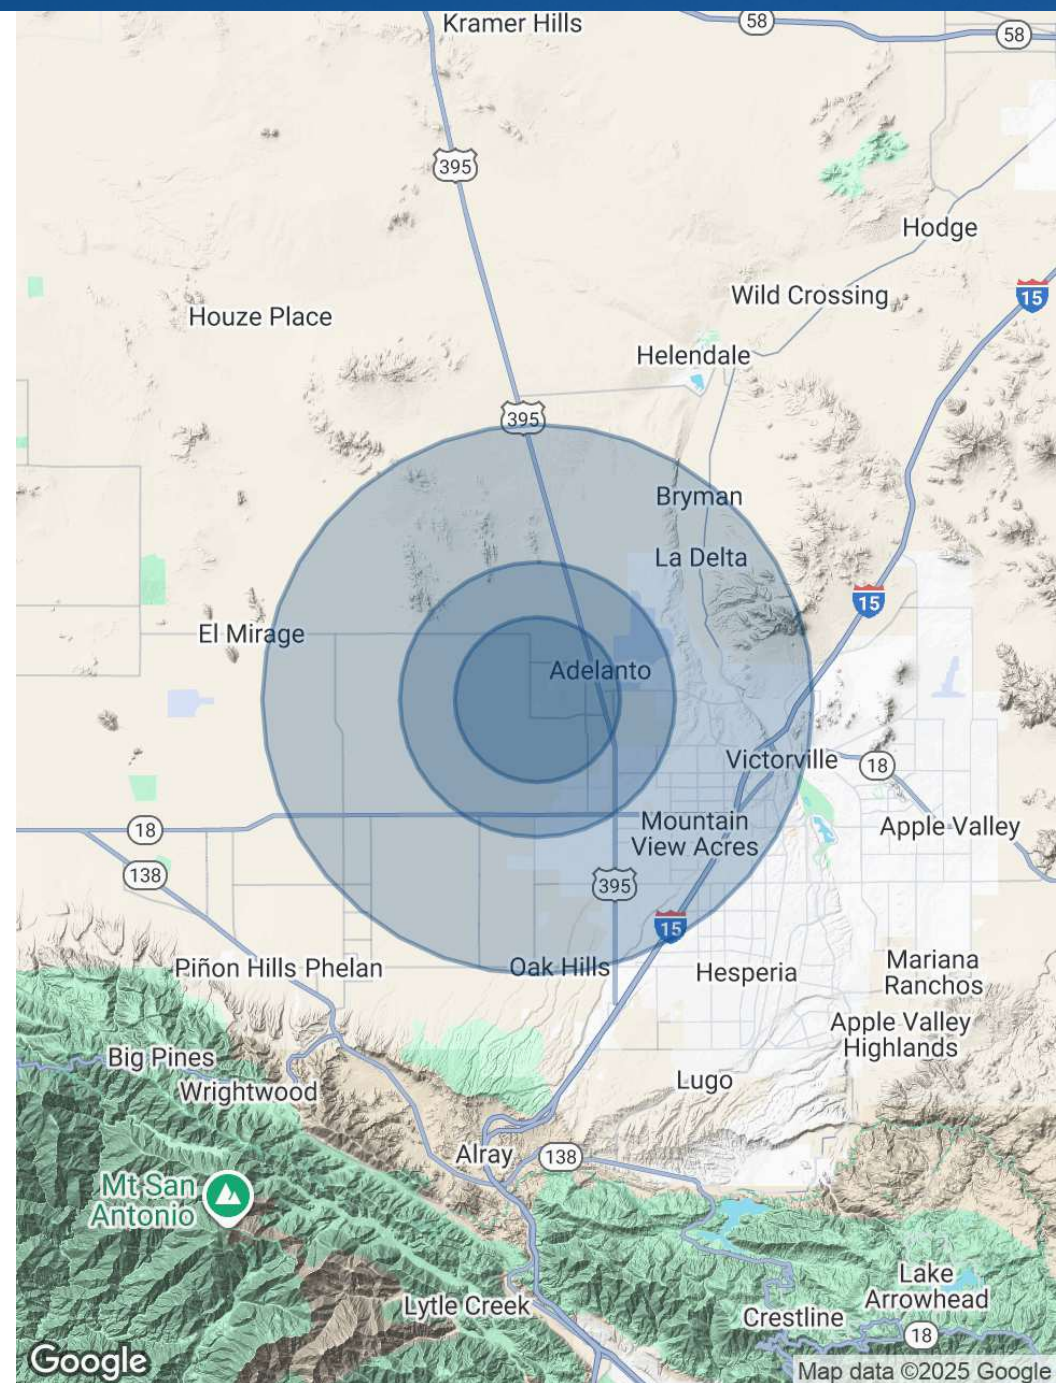 Kramer Hills
58
58
395
Hodge
Wild Crossing
15
Houze Place
Helendale
395
Bryman
La Delta
15
El Mirage
Adelanto
Victorville
18
Mountain
View Acres
Apple Valley
18
138
395
15
Piñon Hills
Phelan
Oak Hills
Hesperia
Mariana
Ranchos
Apple Valley
Highlands
Big Pines
Wrightwood
Lugo
Alray
138
Mt San
Antonio
Lake
Arrowhead
Lytle Creek
Crestline
18
Google
Map data ©2025 Google